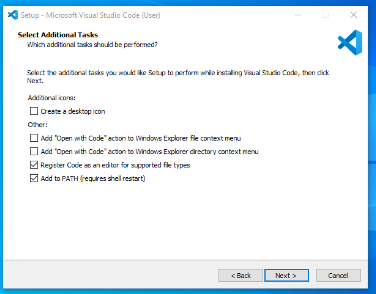 Setup - Microsoft Visual Studio Code (User)
Select Additional Tasks
Which additional tasks should be performed?
Select the additional tasks you would like Setup to perform while installing Visual Studio Code, then click
Next.
Additional icons:
Create a desktop icon
Other:
Add "Open with Code" action to Windows Explorer file context menu
Add "Open with Code" action to Windows Explorer directory context menu
Register Code as an editor for supported file types
Add to PATH (requires shell restart)
< Back
Next >
Cancel